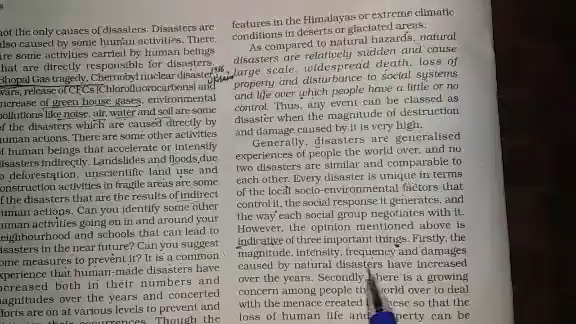 not the only causes of disasters. Disasters are
also caused by some human activities. There
are some activities carried by human beings
that are directly responsible for disasters.
Bhopal Gas tragedy, Chernobyl nuclear disaster,
wars, release of CFCs (Chlorofluorocarbons) and
increase of green house gases, environmental
pollutions like noise, air, water and soil are some
of the disasters which are caused directly by
human actions. There are some other activities
of human beings that accelerate or intensify
disasters indirectly. Landslides and floods due
to deforestation, unscientific land use and
construction activities in fragile areas are some
of the disasters that are the results of indirect
human actions. Can you identify some other
human activities going on in and around your
neighbourhood and schools that can lead to
disasters in the near future? Can you suggest
some measures to prevent it? It is a common
experience that human-made disasters have
increased both in their numbers and
magnitudes over the years and concerted
efforts are on at various levels to prevent and
their occurrences. Though the
features in the Himalayas or extreme climatic
conditions in deserts or glaciated areas.
As compared to natural hazards, natural
disasters are relatively sudden and cause
large scale, widespread death, loss of
property and disturbance to social systems
and life over which people have a little or no
control. Thus, any event can be classed as
disaster when the magnitude of destruction
and damage caused by it is very high.
Generally, disasters are generalised
experiences of people the world over, and no
two disasters are similar and comparable to
each other. Every disaster is unique in terms
of the local socio-environmental factors that
control it, the social response it generates, and
the way each social group negotiates with it.
However, the opinion mentioned above is
indicative of three important things. Firstly, the
magnitude, intensity, frequency and damages
caused by natural disasters have increased
over the years. Secondly, there is a growing
concern among people the world over to deal
with the menace created these so that the
loss of human life and can be